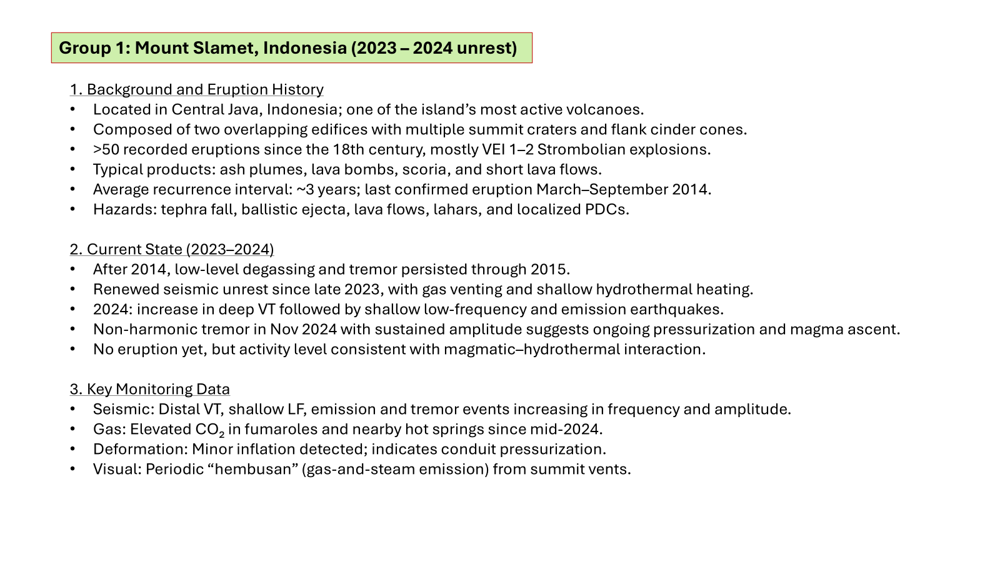 Group 1: Mount Slamet, Indonesia (2023 – 2024 unrest)
1. Background and Eruption History
• Located in Central Java, Indonesia; one of the island’s most active volcanoes.
• Composed of two overlapping edifices with multiple summit craters and flank cinder cones.
• >50 recorded eruptions since the 18th century, mostly VEI 1–2 Strombolian explosions.
• Typical products: ash plumes, lava bombs, scoria, and short lava flows.
• Average recurrence interval: ~3 years; last confirmed eruption March–September 2014.
• Hazards: tephra fall, ballistic ejecta, lava flows, lahars, and localized PDCs.
2. Current State (2023–2024)
• After 2014, low-level degassing and tremor persisted through 2015.
• Renewed seismic unrest since late 2023, with gas venting and shallow hydrothermal heating.
• 2024: increase in deep VT followed by shallow low-frequency and emission earthquakes.
• Non-harmonic tremor in Nov 2024 with sustained amplitude suggests ongoing pressurization and magma ascent.
• No eruption yet, but activity level consistent with magmatic–hydrothermal interaction.
3. Key Monitoring Data
• Seismic: Distal VT, shallow LF, emission and tremor events increasing in frequency and amplitude.
• Gas: Elevated CO₂ in fumaroles and nearby hot springs since mid-2024.
• Deformation: Minor inflation detected; indicates conduit pressurization.
• Visual: Periodic “hembusan” (gas-and-steam emission) from summit vents.